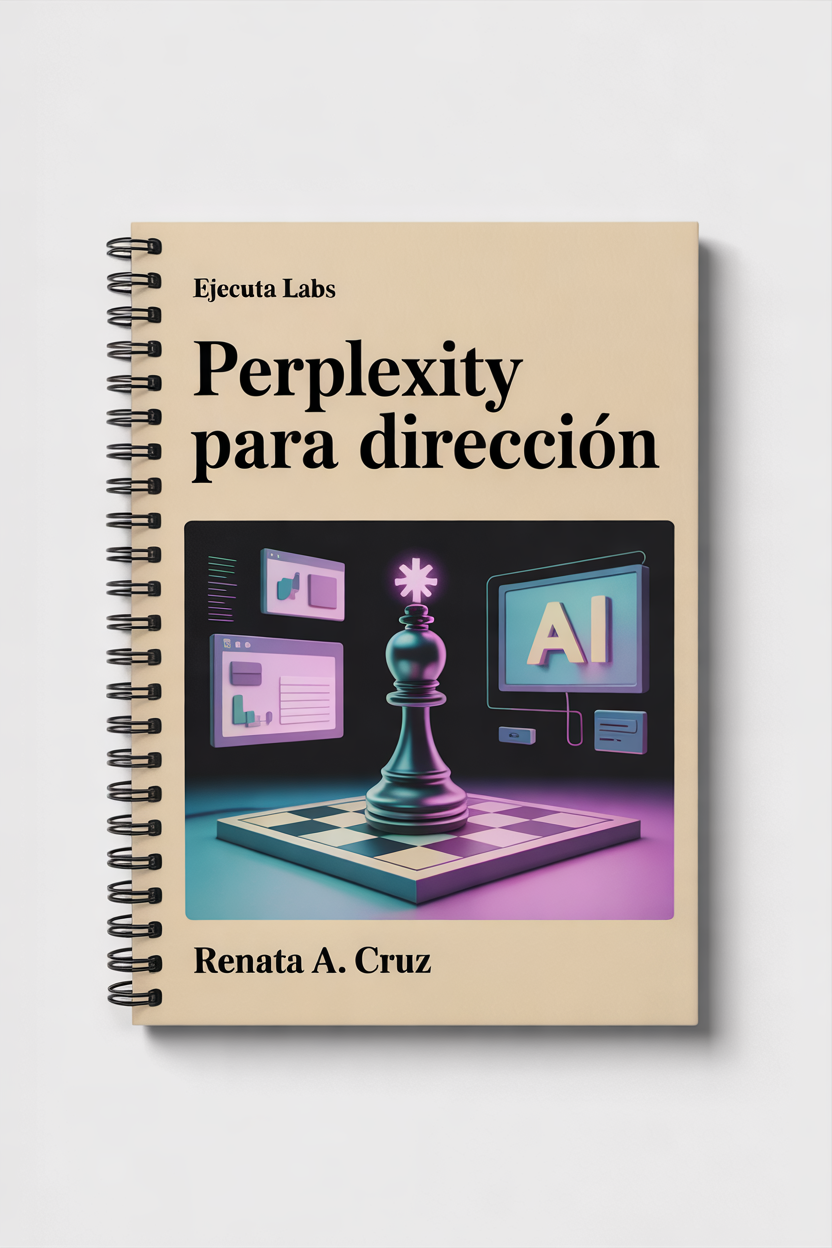 Ejecuta Labs
Perplexity
para dirección
AI
Renata A. Cruz